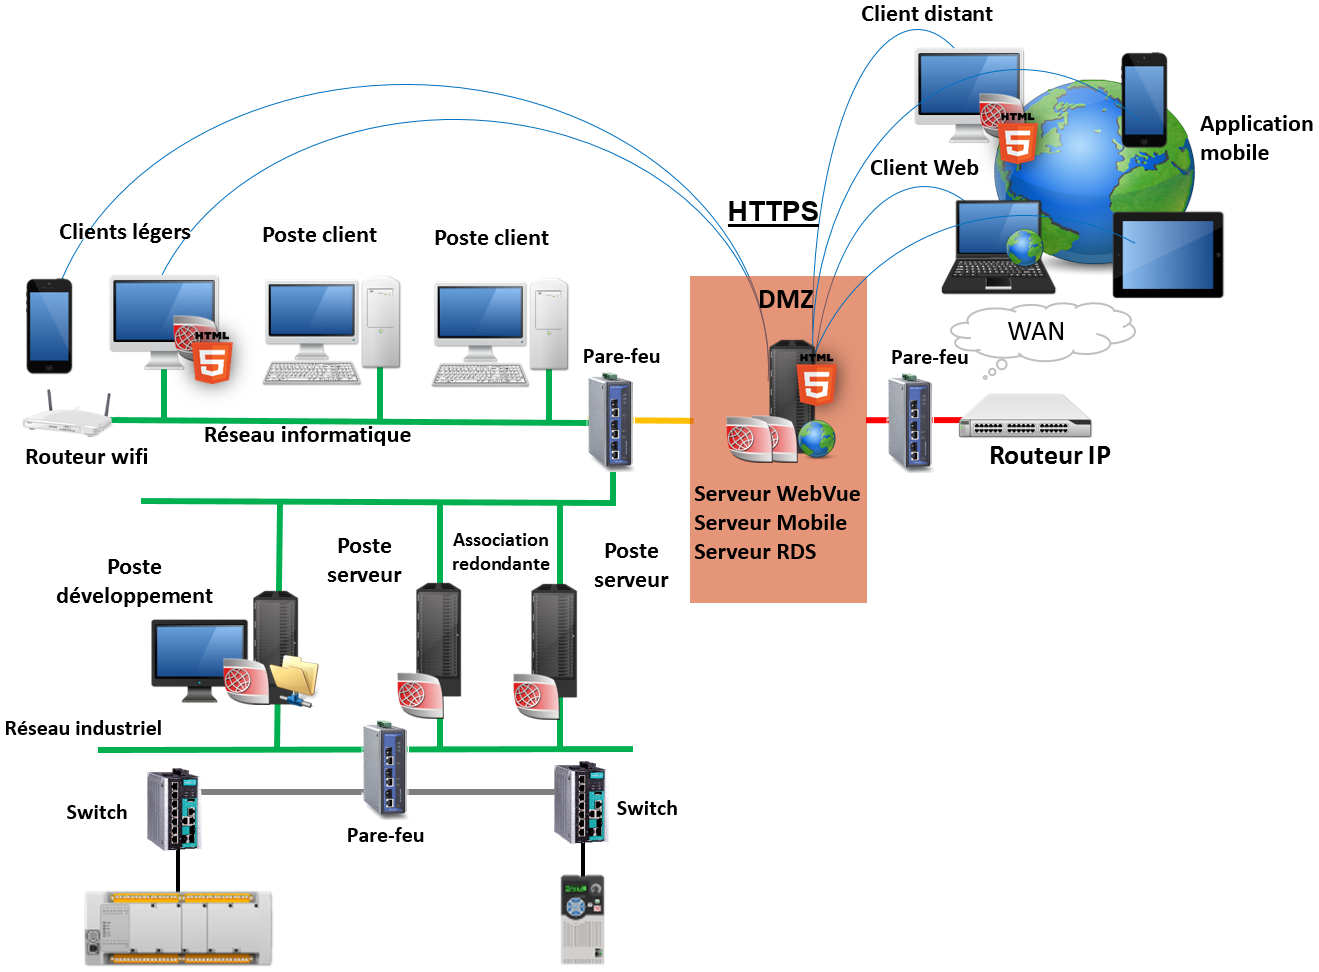 Client distant
Application
mobile
Client Web
HTTPS
Clients légers
Poste client
Poste client
HTML
5
HTML
5
DMZ
WAN
Pare-feu
Pare-feu
HTML
5
Réseau informatique
Routeur wifi
Routeur IP
Serveur WebVue
Serveur Mobile
Serveur RDS
Poste
serveur
Association
redondante
Poste
serveur
Poste
développement
Réseau industriel
Switch
Switch
Pare-feu